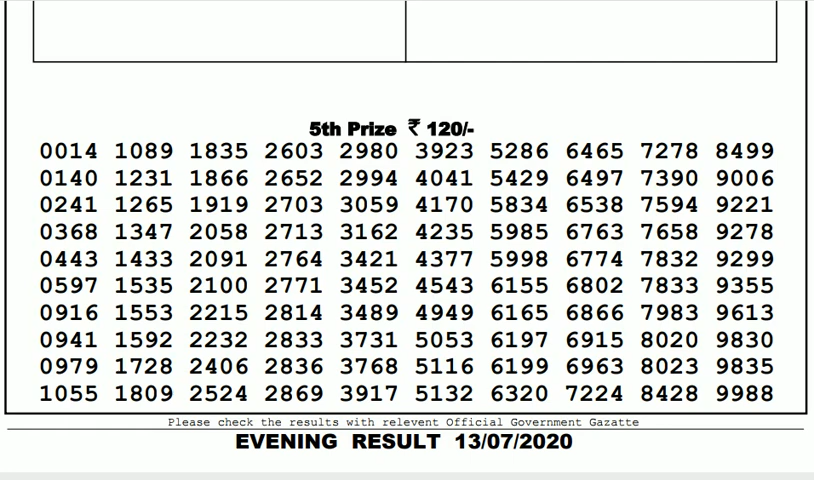 5th Prize ₹ 120/-
0014 1089 1835 2603 2980 3923 5286 6465 7278 8499
0140 1231 1866 2652 2994 4041 5429 6497 7390 9006
0241 1265 1919 2703 3059 4170 5834 6538 7594 9221
0368 1347 2058 2713 3162 4235 5985 6763 7658 9278
0443 1433 2091 2764 3421 4377 5998 6774 7832 9299
0597 1535 2100 2771 3452 4543 6155 6802 7833 9355
0916 1553 2215 2814 3489 4949 6165 6866 7983 9613
0941 1592 2232 2833 3731 5053 6197 6915 8020 9830
0979 1728 2406 2836 3768 5116 6199 6963 8023 9835
1055 1809 2524 2869 3917 5132 6320 7224 8428 9988
Please check the results with relevent Official Government Gazatte
EVENING RESULT 13/07/2020